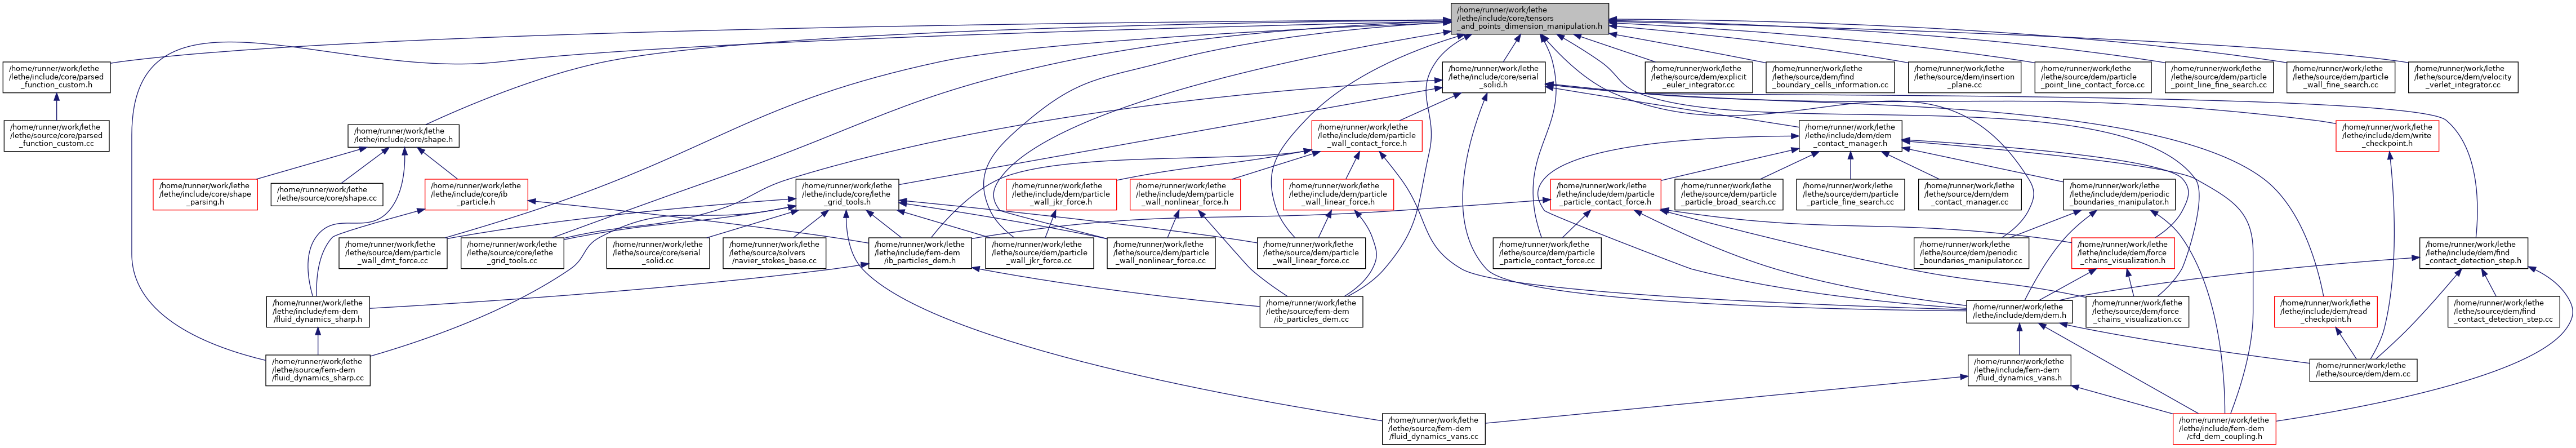 /home/runner/work/lethe
/lethe/include/core/tensors
_and_points_dimension_manipulation.h
/home/runner/work/lethe
/lethe/include/core/parsed
_function_custom.h
/home/runner/work/lethe
/lethe/include/core/serial
_solid.h
/home/runner/work/lethe
/lethe/source/dem/explicit
_euler_integrator.cc
/home/runner/work/lethe
/lethe/source/dem/find
_boundary_cells_information.cc
/home/runner/work/lethe
/lethe/source/dem/insertion
_plane.cc
/home/runner/work/lethe
/lethe/source/dem/particle
_point_line_contact_force.cc
/home/runner/work/lethe
/lethe/source/dem/particle
_point_line_fine_search.cc
/home/runner/work/lethe
/lethe/source/dem/particle
_wall_fine_search.cc
/home/runner/work/lethe
/lethe/source/dem/velocity
_verlet_integrator.cc
/home/runner/work/lethe
/lethe/source/core/parsed
_function_custom.cc
/home/runner/work/lethe
/lethe/include/core/shape.h
/home/runner/work/lethe
/lethe/include/dem/particle
_wall_contact_force.h
/home/runner/work/lethe
/lethe/include/dem/dem
_contact_manager.h
/home/runner/work/lethe
/lethe/include/dem/write
_checkpoint.h
/home/runner/work/lethe
/lethe/include/core/shape
_parsing.h
/home/runner/work/lethe
/lethe/source/core/shape.cc
/home/runner/work/lethe
/lethe/include/core/ib
_particle.h
/home/runner/work/lethe
/lethe/include/core/lethe
_grid_tools.h
/home/runner/work/lethe
/lethe/include/dem/particle
_wall_jkr_force.h
/home/runner/work/lethe
/lethe/include/dem/particle
_wall_nonlinear_force.h
/home/runner/work/lethe
/lethe/include/dem/particle
_wall_linear_force.h
/home/runner/work/lethe
/lethe/include/dem/particle
_particle_contact_force.h
/home/runner/work/lethe
/lethe/source/dem/particle
_particle_broad_search.cc
/home/runner/work/lethe
/lethe/source/dem/particle
_particle_fine_search.cc
/home/runner/work/lethe
/lethe/source/dem/dem
_contact_manager.cc
/home/runner/work/lethe
/lethe/include/dem/periodic
_boundaries_manipulator.h
/home/runner/work/lethe
/lethe/source/dem/particle
_wall_dmt_force.cc
/home/runner/work/lethe
/lethe/source/core/lethe
_grid_tools.cc
/home/runner/work/lethe
/lethe/source/core/serial
_solid.cc
/home/runner/work/lethe
/lethe/source/solvers
/navier_stokes_base.cc
/home/runner/work/lethe
/lethe/include/fem-dem
/ib_particles_dem.h
/home/runner/work/lethe
/lethe/source/dem/particle
_wall_jkr_force.cc
/home/runner/work/lethe
/lethe/source/dem/particle
_wall_nonlinear_force.cc
/home/runner/work/lethe
/lethe/source/dem/particle
_wall_linear_force.cc
/home/runner/work/lethe
/lethe/source/dem/particle
_particle_contact_force.cc
/home/runner/work/lethe
/lethe/source/dem/periodic
_boundaries_manipulator.cc
/home/runner/work/lethe
/lethe/include/dem/force
_chains_visualization.h
/home/runner/work/lethe
/lethe/include/dem/find
_contact_detection_step.h
/home/runner/work/lethe
/lethe/include/fem-dem
/fluid_dynamics_sharp.h
/home/runner/work/lethe
/lethe/source/fem-dem
/ib_particles_dem.cc
/home/runner/work/lethe
/lethe/include/dem/dem.h
/home/runner/work/lethe
/lethe/source/dem/force
_chains_visualization.cc
/home/runner/work/lethe
/lethe/include/dem/read
_checkpoint.h
/home/runner/work/lethe
/lethe/source/dem/find
_contact_detection_step.cc
/home/runner/work/lethe
/lethe/source/fem-dem
/fluid_dynamics_sharp.cc
/home/runner/work/lethe
/lethe/include/fem-dem
/fluid_dynamics_vans.h
/home/runner/work/lethe
/lethe/source/dem/dem.cc
/home/runner/work/lethe
/lethe/source/fem-dem
/fluid_dynamics_vans.cc
/home/runner/work/lethe
/lethe/include/fem-dem
/cfd_dem_coupling.h